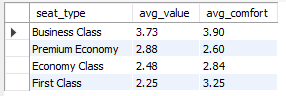 seat_type avg_value avg_comfort
Business Class 3.73 3.90
Premium Economy 2.88 2.60
Economy Class 2.48 2.84
First Class 2.25 3.25